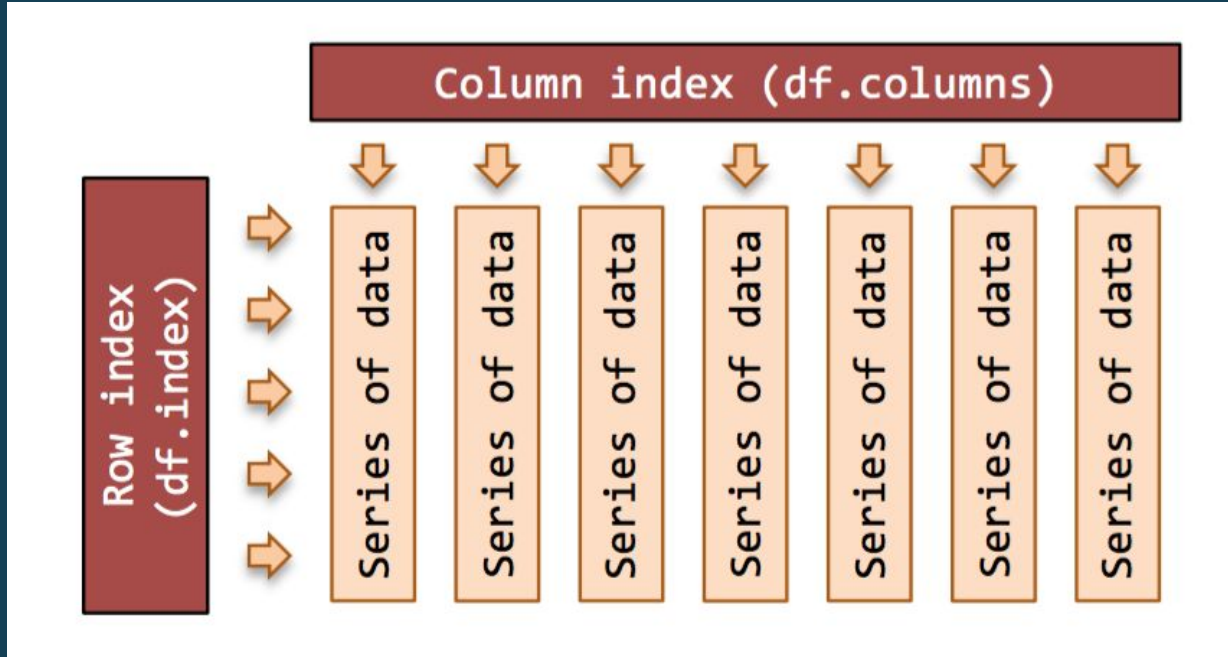 Column index (df.columns)
Row index
(df.index)
Series of data
Series of data
Series of data
Series of data
Series of data
Series of data
Series of data